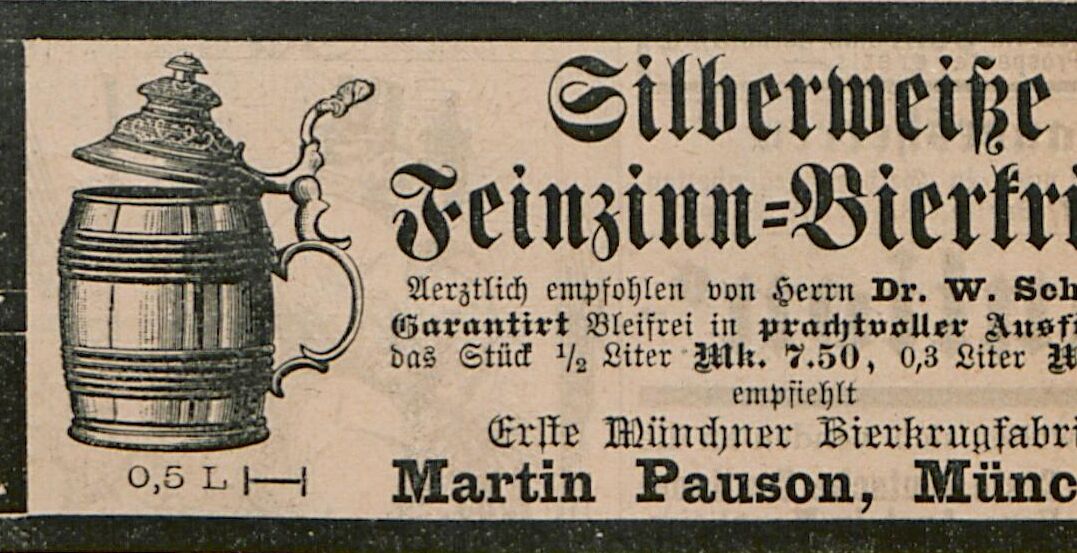 Silberweiße
Feinzinn=Bierkri
Aerztlich empfohlen von Herrn Dr. W. Sch
Garantirt Bleifrei in prachtvoller Ausf
das Stück ½ Liter Mk. 7.50, 0,3 Liter M
empfiehlt
Erste Münchner Bierkrugfabri
Martin Pauson, Münc
0,5 L